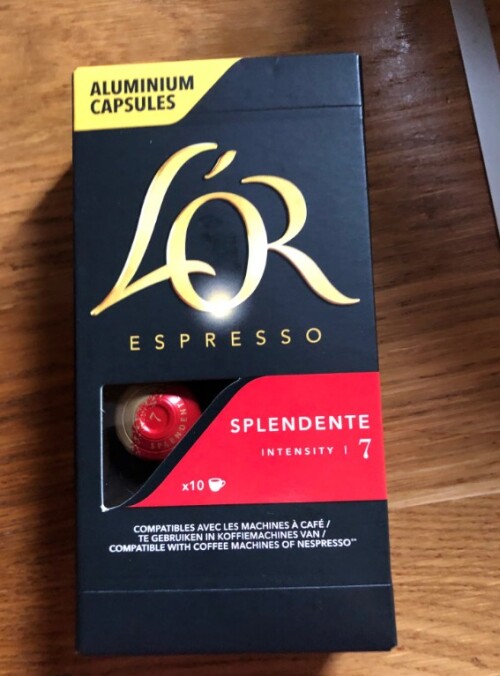 ALUMINIUM
CAPSULES
L'OR
ESPRESSO
7
SPLENDENTE
INTENSITY | 7
x10
COMPATIBLES AVEC LES MACHINES À CAFÉ /
TE GEBRUIKEN IN KOFFIEMACHINES VAN /
COMPATIBLE WITH COFFEE MACHINES OF NESPRESSO**